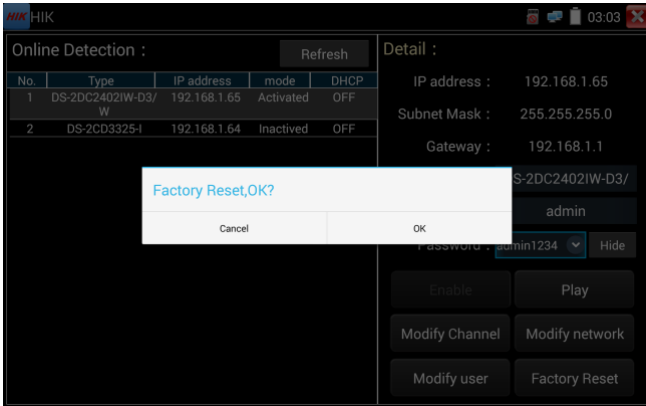 HIK HIK 03:03
Online Detection : Refresh
No. Type IP address mode DHCP
1 DS-2DC2402IW-D3/ 192.168.1.65 Activated OFF
W
2 DS-2CD3325-I 192.168.1.64 Inactived OFF
Detail :
IP address : 192.168.1.65
Subnet Mask : 255.255.255.0
Gateway : 192.168.1.1
S-2DC2402IW-D3/
admin
Password : admin1234 Hide
Factory Reset,OK?
Cancel OK
Enable Play
Modify Channel Modify network
Modify user Factory Reset